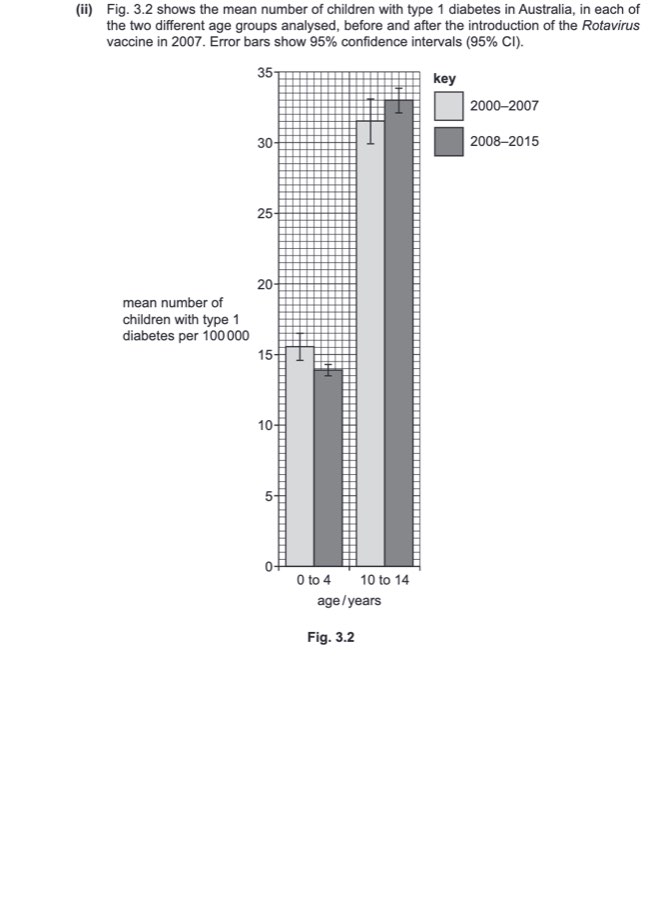 (ii) Fig. 3.2 shows the mean number of children with type 1 diabetes in Australia, in each of
the two different age groups analysed, before and after the introduction of the Rotavirus
vaccine in 2007. Error bars show 95% confidence intervals (95% CI).
35
30
25
20
15
10
5
0
mean number of
children with type 1
diabetes per 100 000
key
2000–2007
2008–2015
0 to 4 10 to 14
age / years
Fig. 3.2